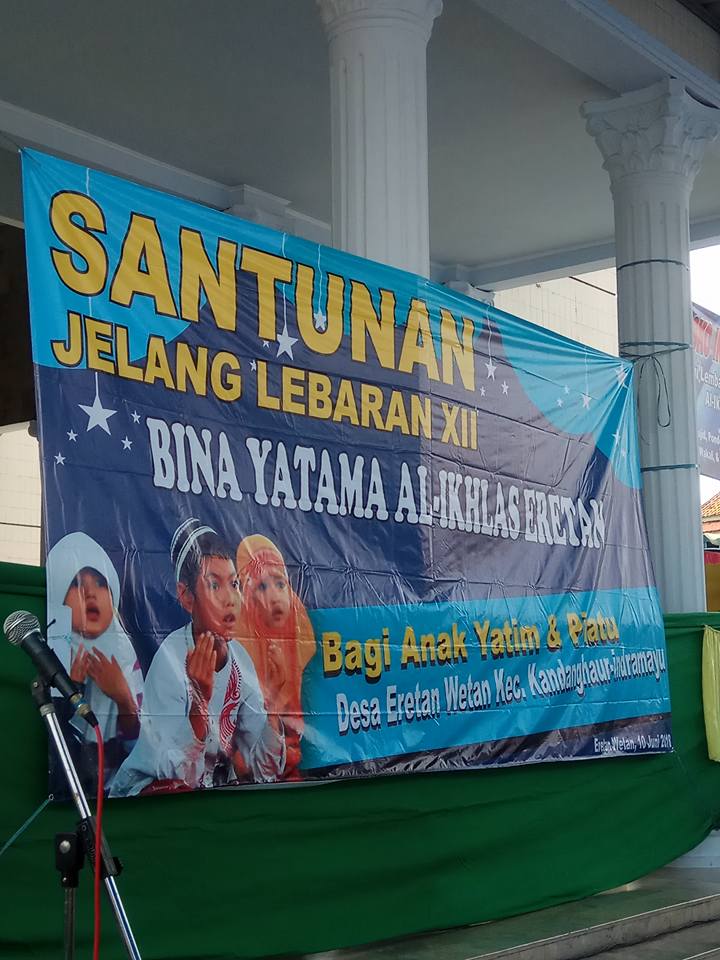 SANTUNAN
JELANG LEBARAN XII
BINA YATAMA AL-IKHLAS ERETAN
Bagi Anak Yatim & Piatu
Desa Eretan Wetan Kec. Kandanghaur-Indramayu
Eretan Wetan, 10 Juni 2018